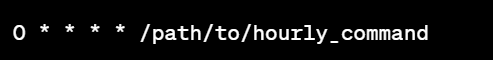 0 * * * * /path/to/hourly_command